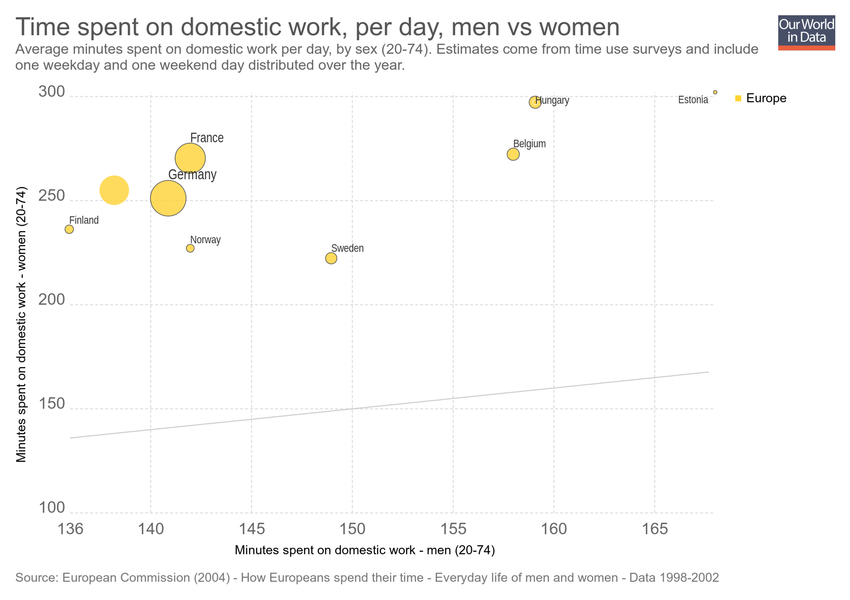 Time spent on domestic work, per day, men vs women
Our World
in Data
Average minutes spent on domestic work per day, by sex (20-74). Estimates come from time use surveys and include
one weekday and one weekend day distributed over the year.
300
Hungary
Estonia
Europe
France
Belgium
Germany
250
Finland
Norway
Sweden
200
150
100
Minutes spent on domestic work - women (20-74)
136
140
145
150
155
160
165
Minutes spent on domestic work - men (20-74)
Source: European Commission (2004) - How Europeans spend their time - Everyday life of men and women - Data 1998-2002